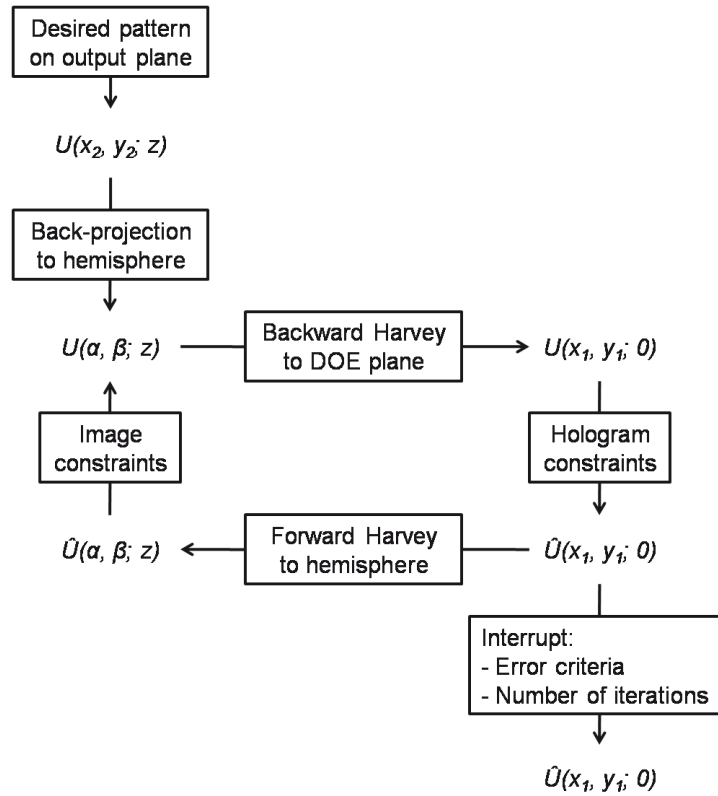 Desired pattern
on output plane
U(x₂, y₂; z)
Back-projection
to hemisphere
U(α, β; z)
Backward Harvey
to DOE plane
U(x₁, y₁; 0)
Image
constraints
Hologram
constraints
Û(α, β; z)
Forward Harvey
to hemisphere
Û(x₁, y₁; 0)
Interrupt:
- Error criteria
- Number of iterations
Û(x₁, y₁; 0)